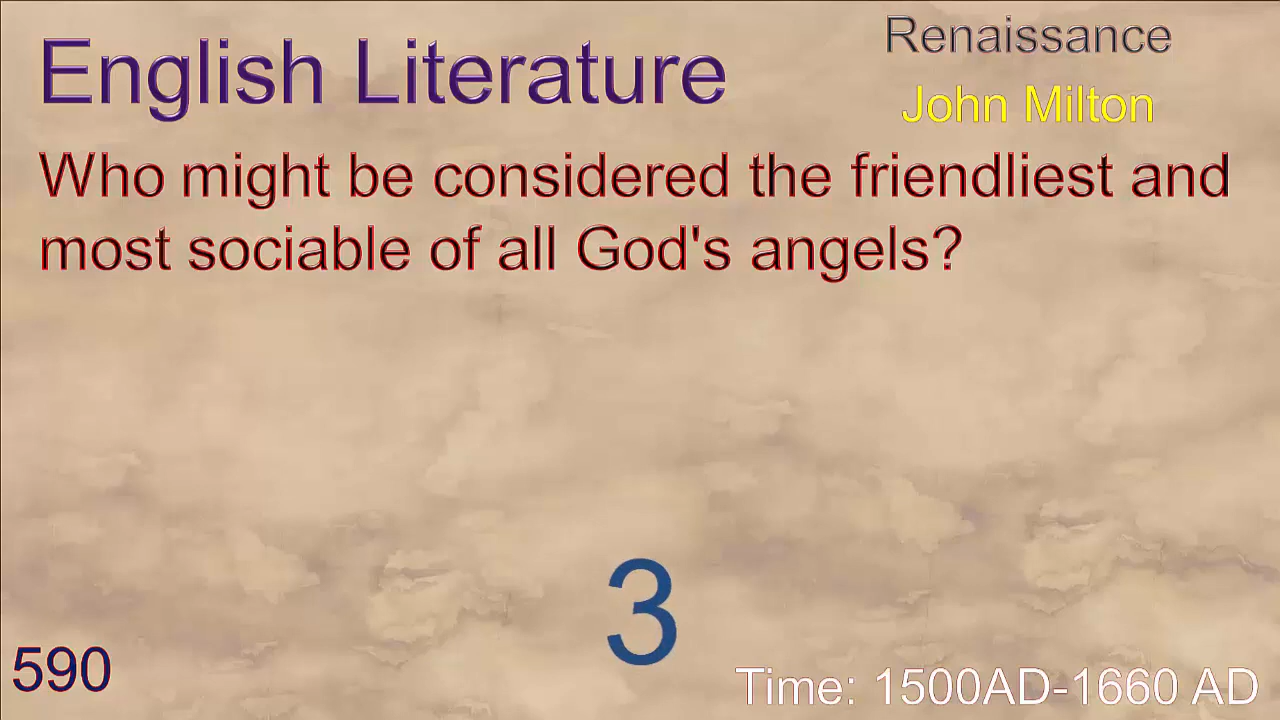 English Literature
Renaissance
John Milton
Who might be considered the friendliest and
most sociable of all God's angels?
3
590
Time: 1500AD-1660 AD